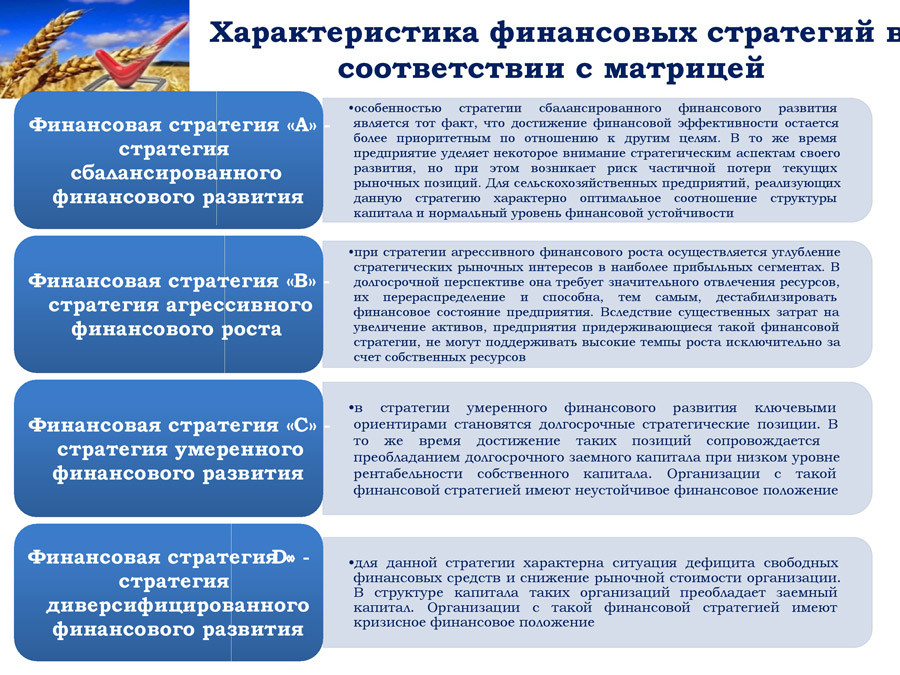 Характеристика финансовых стратегий в
соответствии с матрицей
Финансовая стратегия «А» -
стратегия
сбалансированного
финансового развития
•особенностью стратегии сбалансированного финансового развития
является тот факт, что достижение финансовой эффективности остается
более приоритетным по отношению к другим целям. В то же время
предприятие уделяет некоторое внимание стратегическим аспектам своего
развития, но при этом возникает риск частичной потери текущих
рыночных позиций. Для сельскохозяйственных предприятий, реализующих
данную стратегию характерно оптимальное соотношение структуры
капитала и нормальный уровень финансовой устойчивости
Финансовая стратегия «В» -
стратегия агрессивного
финансового роста
•при стратегии агрессивного финансового роста осуществляется углубление
стратегических рыночных интересов в наиболее прибыльных сегментах. В
долгосрочной перспективе она требует значительного отвлечения ресурсов,
их перераспределение и способна, тем самым, дестабилизировать
финансовое состояние предприятия. Вследствие существенных затрат на
увеличение активов, предприятия придерживающиеся такой финансовой
стратегии, не могут поддерживать высокие темпы роста исключительно за
счет собственных ресурсов
Финансовая стратегия «С» -
стратегия умеренного
финансового развития
•в стратегии умеренного финансового развития ключевыми
ориентирами становятся долгосрочные стратегические позиции. В
то же время достижение таких позиций сопровождается
преобладанием долгосрочного заемного капитала при низком уровне
рентабельности собственного капитала. Организации с такой
финансовой стратегией имеют неустойчивое финансовое положение
Финансовая стратегия «D» -
стратегия
диверсифицированного
финансового развития
•для данной стратегии характерна ситуация дефицита свободных
финансовых средств и снижение рыночной стоимости организации.
В структуре капитала таких организаций преобладает заемный
капитал. Организации с такой финансовой стратегией имеют
кризисное финансовое положение